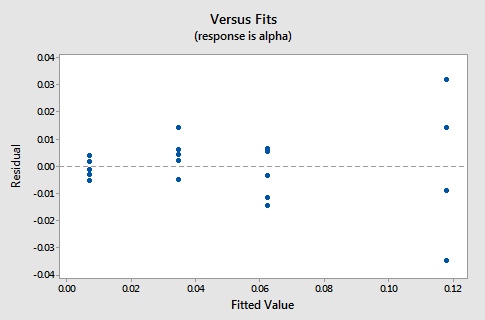 Versus Fits
(response is alpha)
0.04
0.03
0.02
0.01
0.00
-0.01
-0.02
-0.03
-0.04
Residual
0.00 0.02 0.04 0.06 0.08 0.10 0.12
Fitted Value